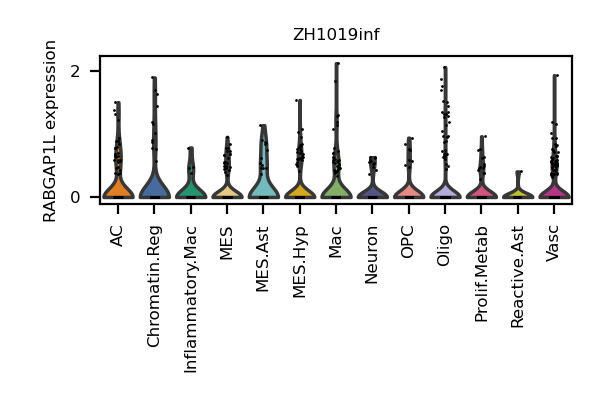 ZH1019inf
RABGAP1L expression
2
0
AC
Chromatin.Reg
Inflammatory.Mac
MES
MES.Ast
MES.Hyp
Mac
Neuron
OPC
Oligo
Prolif.Metab
Reactive.Ast
Vasc